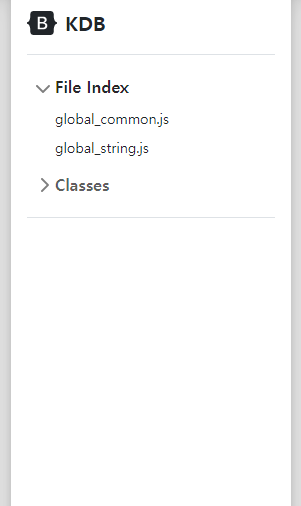 B KDB
File Index
global_common.js
global_string.js
Classes